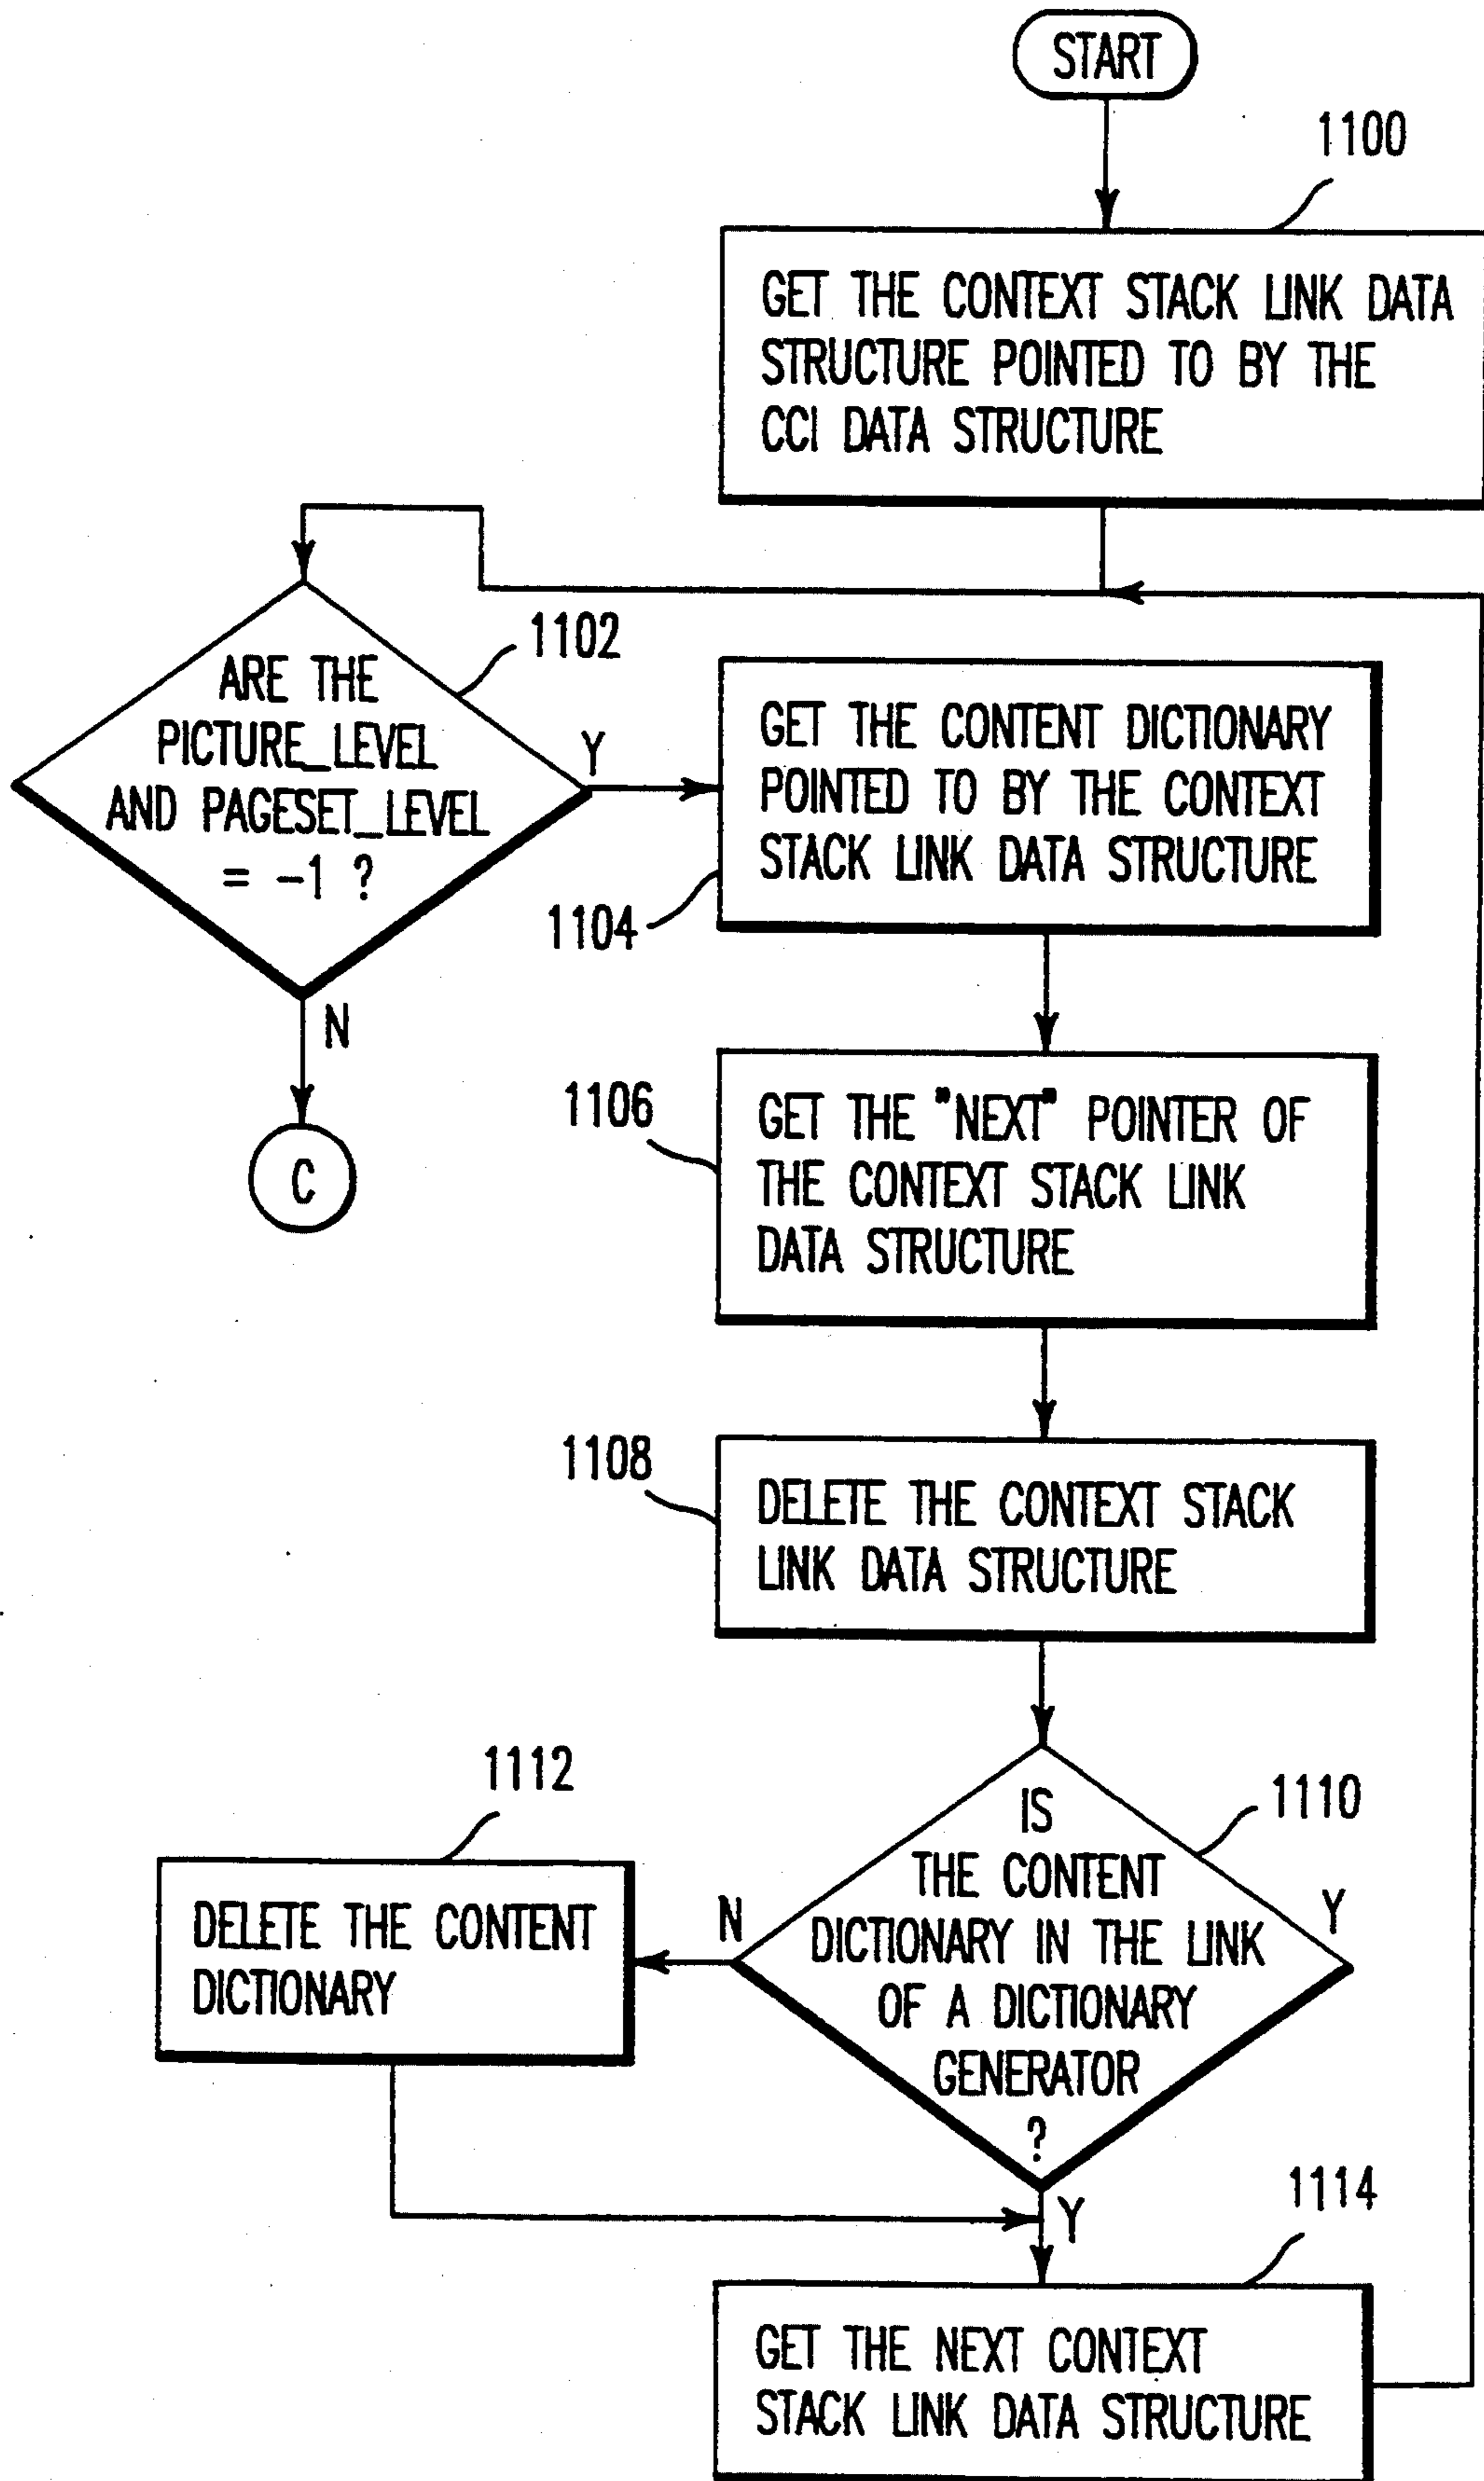 START
1100
GET THE CONTEXT STACK LINK DATA
STRUCTURE POINTED TO BY THE
CCI DATA STRUCTURE
1102
ARE THE
PICTURE_LEVEL
AND PAGESET_LEVEL
= -1 ?
Y
N
C
GET THE CONTENT DICTIONARY
POINTED TO BY THE CONTEXT
STACK LINK DATA STRUCTURE
1104
1106
GET THE "NEXT" POINTER OF
THE CONTEXT STACK LINK
DATA STRUCTURE
1108
DELETE THE CONTEXT STACK
LINK DATA STRUCTURE
1110
IS
THE CONTENT
DICTIONARY IN THE LINK
OF A DICTIONARY
GENERATOR
?
Y
N
1112
DELETE THE CONTENT
DICTIONARY
Y
1114
GET THE NEXT CONTEXT
STACK LINK DATA STRUCTURE